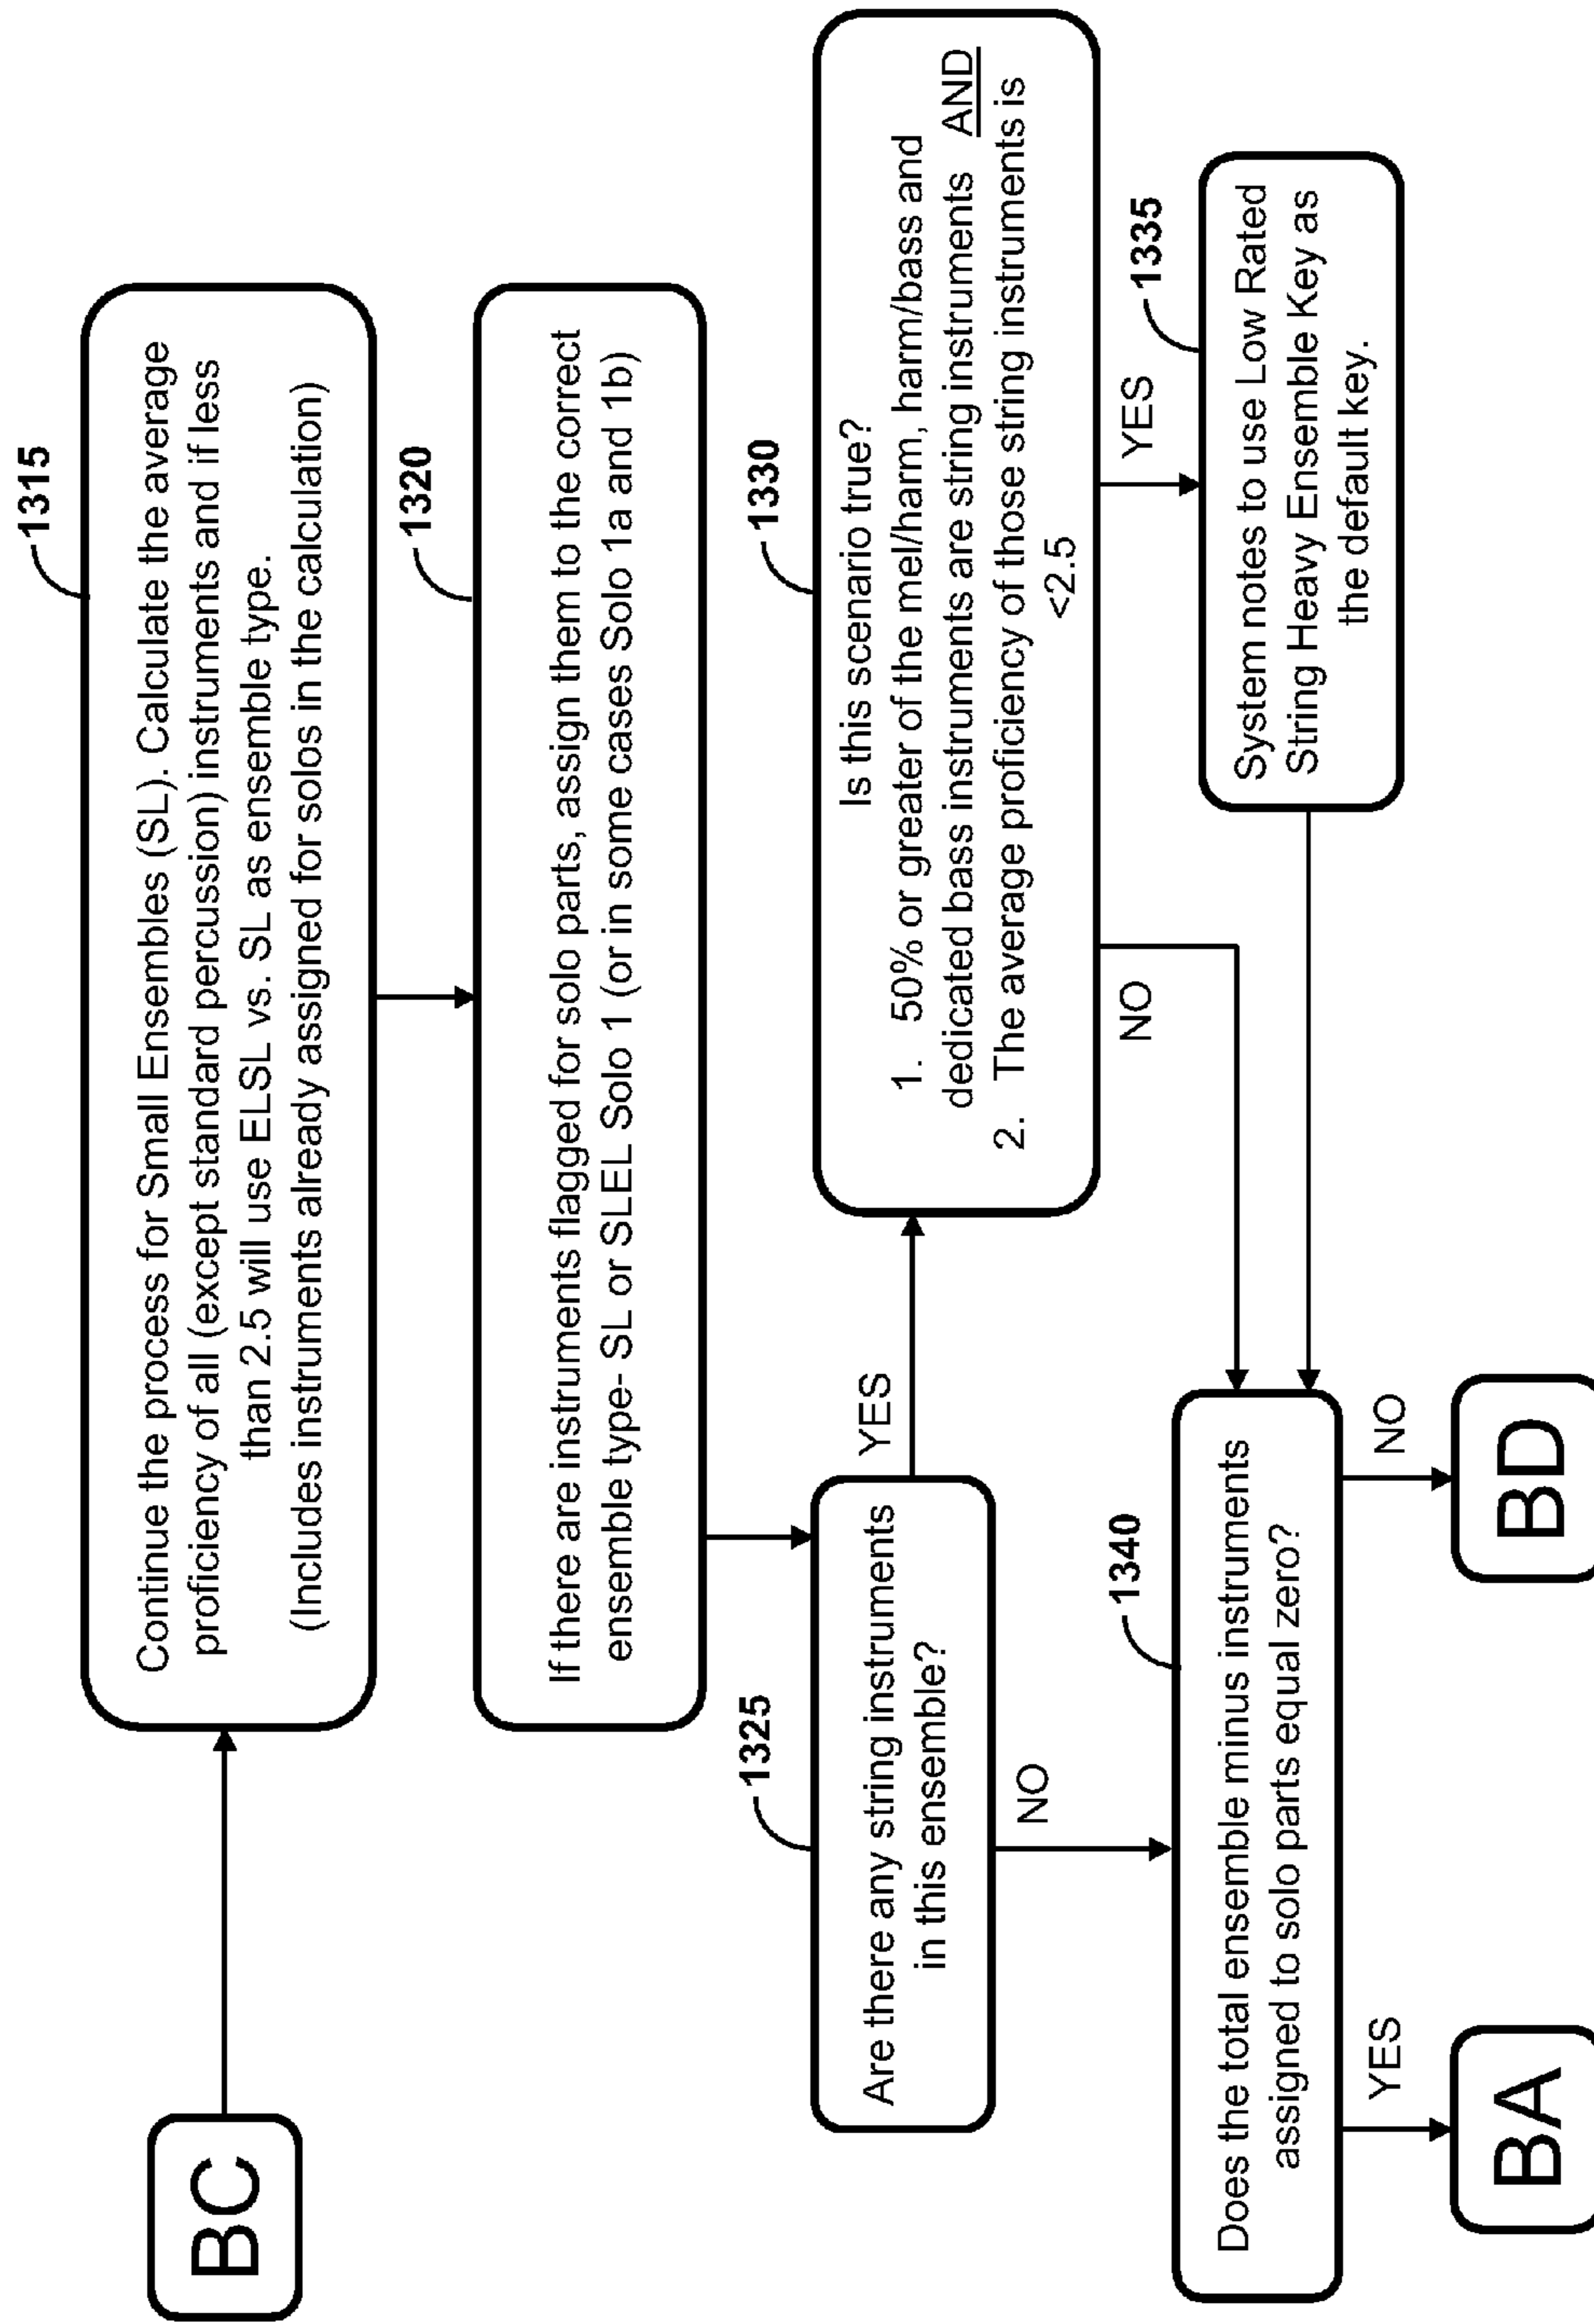 BC
1315
Continue the process for Small Ensembles (SL). Calculate the average
proficiency of all (except standard percussion) instruments and if less
than 2.5 will use ELSL vs. SL as ensemble type.
(Includes instruments already assigned for solos in the calculation)
1320
If there are instruments flagged for solo parts, assign them to the correct
ensemble type- SL or SLEL Solo 1 (or in some cases Solo 1a and 1b)
1325
Are there any string instruments
in this ensemble?
YES
NO
1330
Is this scenario true?
1. 50% or greater of the mel/harm, harm/bass and
dedicated bass instruments are string instruments AND
2. The average proficiency of those string instruments is
<2.5
NO
YES
1335
System notes to use Low Rated
String Heavy Ensemble Key as
the default key.
1340
Does the total ensemble minus instruments
assigned to solo parts equal zero?
YES
NO
BA
BD